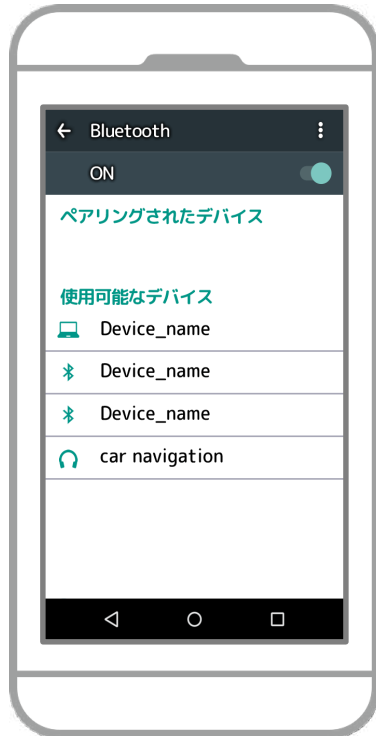 Bluetooth
ON
ペアリングされたデバイス
使用可能なデバイス
Device_name
Device_name
Device_name
car navigation